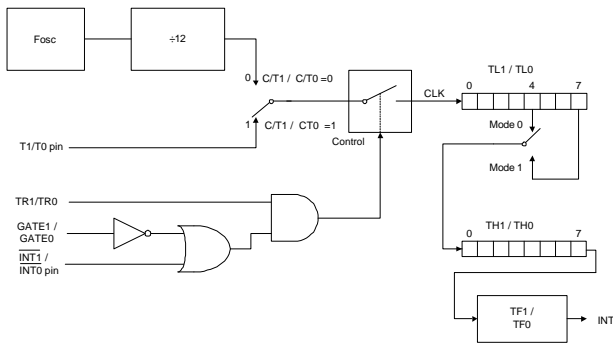 Fosc
÷12
0 C/T1 / C/T0 =0
1 C/T1 / CT0 =1
T1/T0 pin
Control
CLK
TL1 / TL0
0 4 7
Mode 0
Mode 1
TR1/TR0
GATE1 /
GATE0
INT1 /
INT0 pin
TH1 / TH0
0 7
TF1 /
TF0
INT